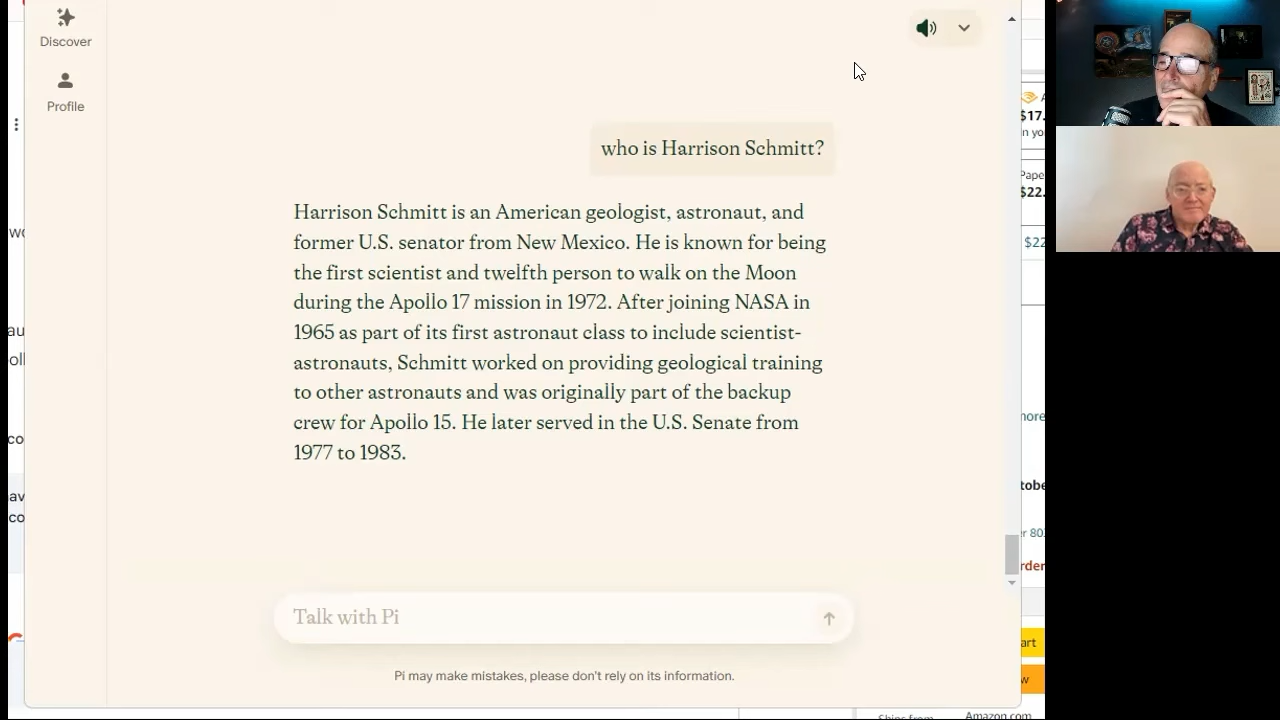 Discover
Profile
who is Harrison Schmitt?
Harrison Schmitt is an American geologist, astronaut, and
former U.S. senator from New Mexico. He is known for being
the first scientist and twelfth person to walk on the Moon
during the Apollo 17 mission in 1972. After joining NASA in
1965 as part of its first astronaut class to include scientist-
astronauts, Schmitt worked on providing geological training
to other astronauts and was originally part of the backup
crew for Apollo 15. He later served in the U.S. Senate from
1977 to 1983.
Talk with Pi
Pi may make mistakes, please don't rely on its information.
$17.
$22.
$22
Ships from
Amazon.com